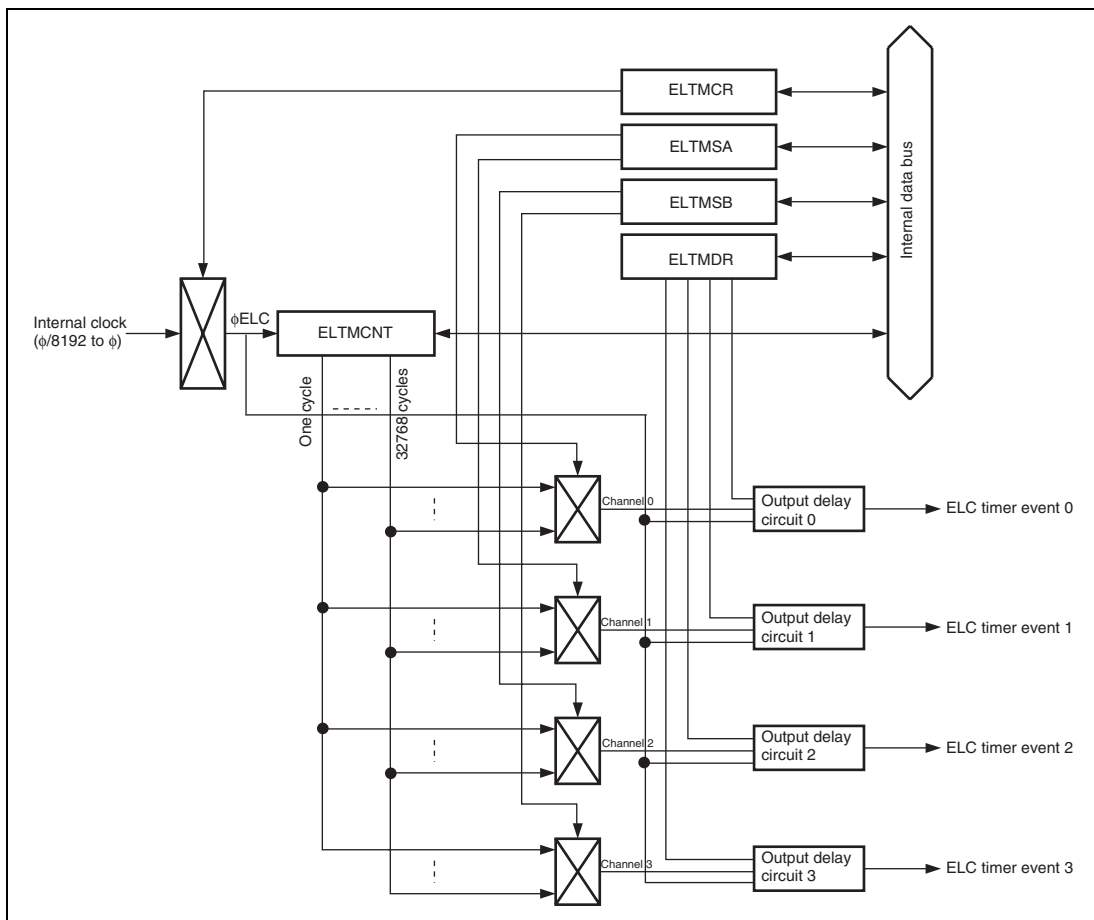 ELTMCR
ELTMSA
ELTMSB
ELTMDR
Internal data bus
Internal clock
(ϕ/8192 to ϕ)
ϕELC
ELTMCNT
One cycle
32768 cycles
Channel 0
Output delay
circuit 0
ELC timer event 0
Channel 1
Output delay
circuit 1
ELC timer event 1
Channel 2
Output delay
circuit 2
ELC timer event 2
Channel 3
Output delay
circuit 3
ELC timer event 3